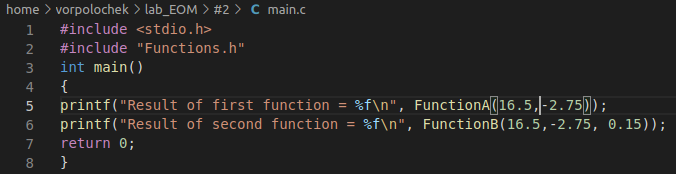 home > vorpolochek > lab_EOM > #2 > C main.c
1 #include <stdio.h>
2 #include "Functions.h"
3 int main()
4 {
5 printf("Result of first function = %f\n", FunctionA(16.5,-2.75));
6 printf("Result of second function = %f\n", FunctionB(16.5,-2.75, 0.15));
7 return 0;
8 }